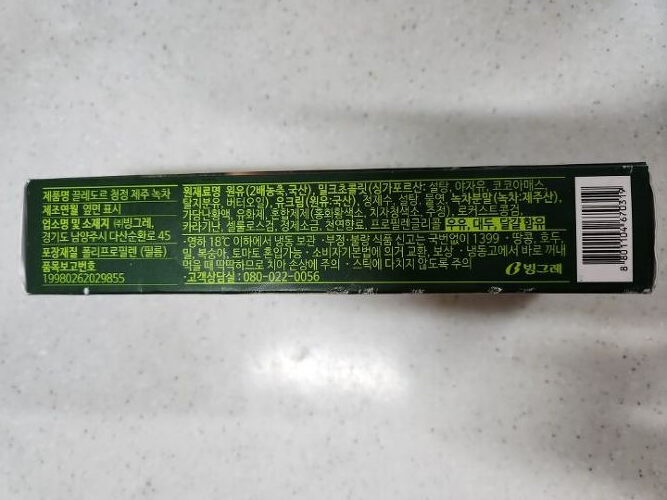 제품명 끌레도르 청정 제주 녹차
제조연월 옆면 표시
업소명 및 소재지 ㈜빙그레,
경기도 남양주시 다산순환로 45
포장재질 폴리프로필렌 (필름)
품목보고번호
19980262029855
원재료명 원유(2배농축,국산), 밀크초콜릿(싱가포르산: 설탕, 야자유, 코코아매스,
탈지분유, 버터오일), 유크림(원유:국산), 정제수, 설탕, 물엿, 녹차분말(녹차:제주산),
가당난황액, 유화제, 혼합제제(홍화황색소, 치자청색소, 주정), 로커스트콩검,
카라기난, 셀룰로스검, 정제소금, 천연향료, 프로필렌글리콜 우유, 대두, 달걀 함유
·영하 18℃ 이하에서 냉동 보관 ·부정·불량 식품 신고는 국번없이 1399 ·땅콩, 호두,
밀, 복숭아, 토마토 혼입가능 ·소비자기본법에 의거 교환, 보상 ·냉동고에서 바로 꺼내
먹을 때 딱딱하므로 치아 손상에 주의 ·스틱에 다치지 않도록 주의
·고객상담실 : 080-022-0056
빙그레
8 801104 670319